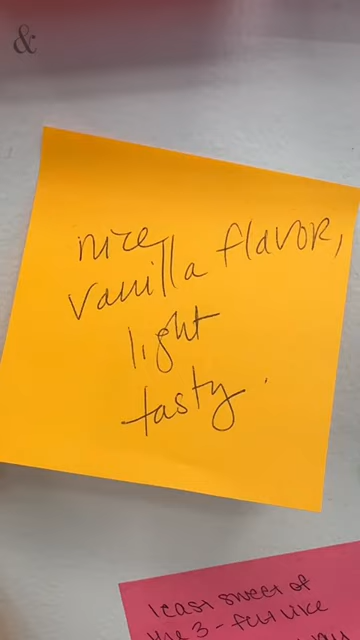 &
nice
vanilla flavor,
light
tasty.
least sweet of
the 3 - felt like